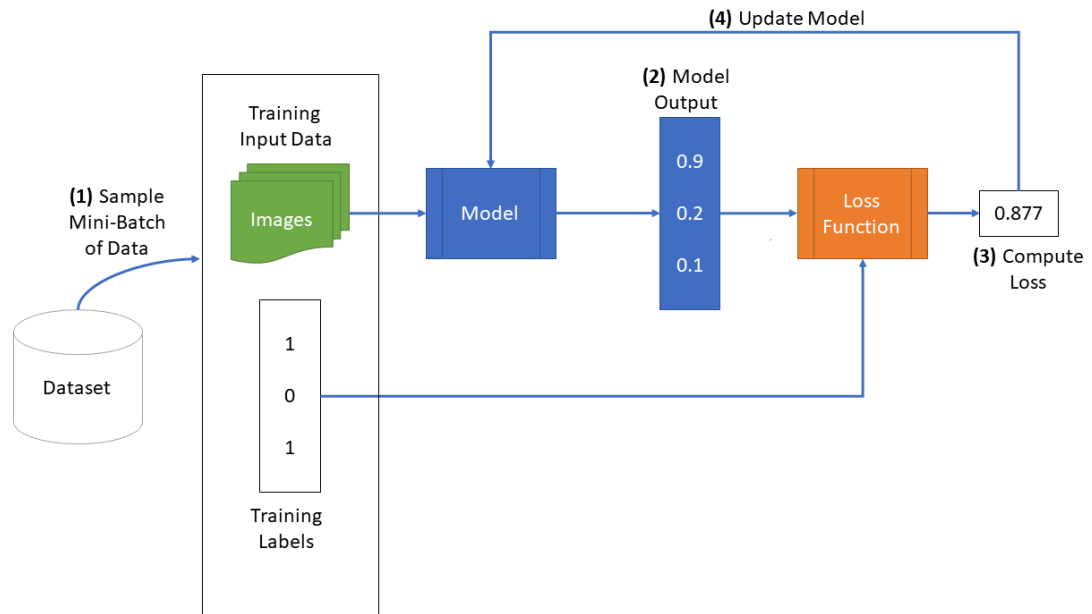 (4) Update Model
(2) Model
Output
Training
Input Data
(1) Sample
Mini-Batch
of Data
Images
Model
0.9
0.2
0.1
Loss
Function
0.877
(3) Compute
Loss
Dataset
1
0
1
Training
Labels